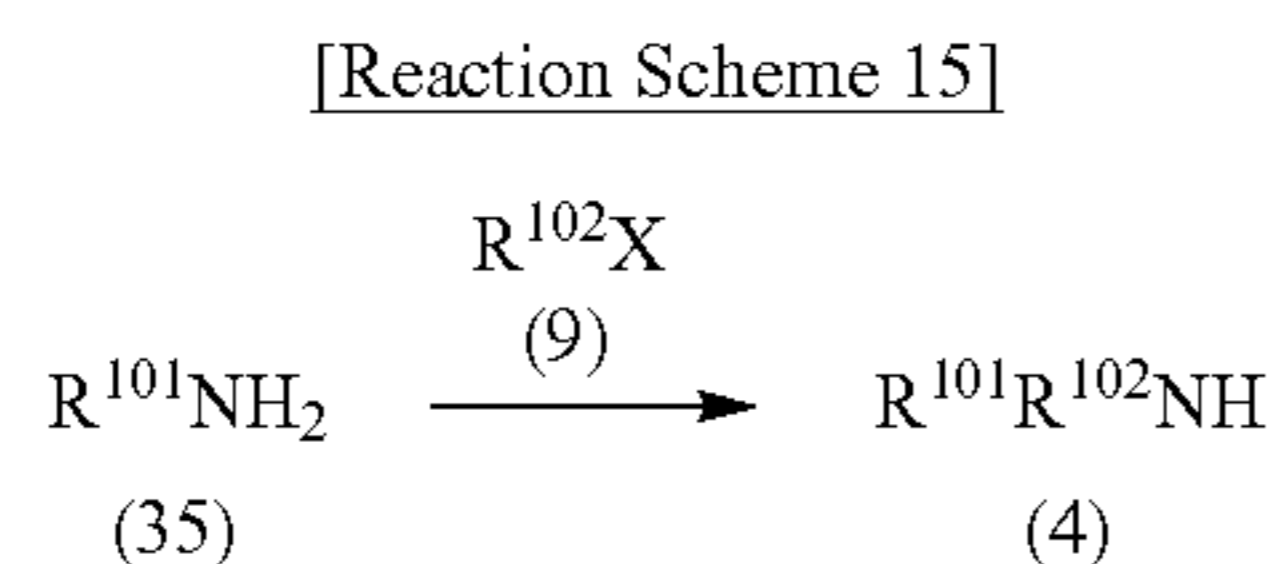 [Reaction Scheme 15]
R¹⁰²X
(9)
R¹⁰¹NH₂ R¹⁰¹R¹⁰²NH
(35) (4)